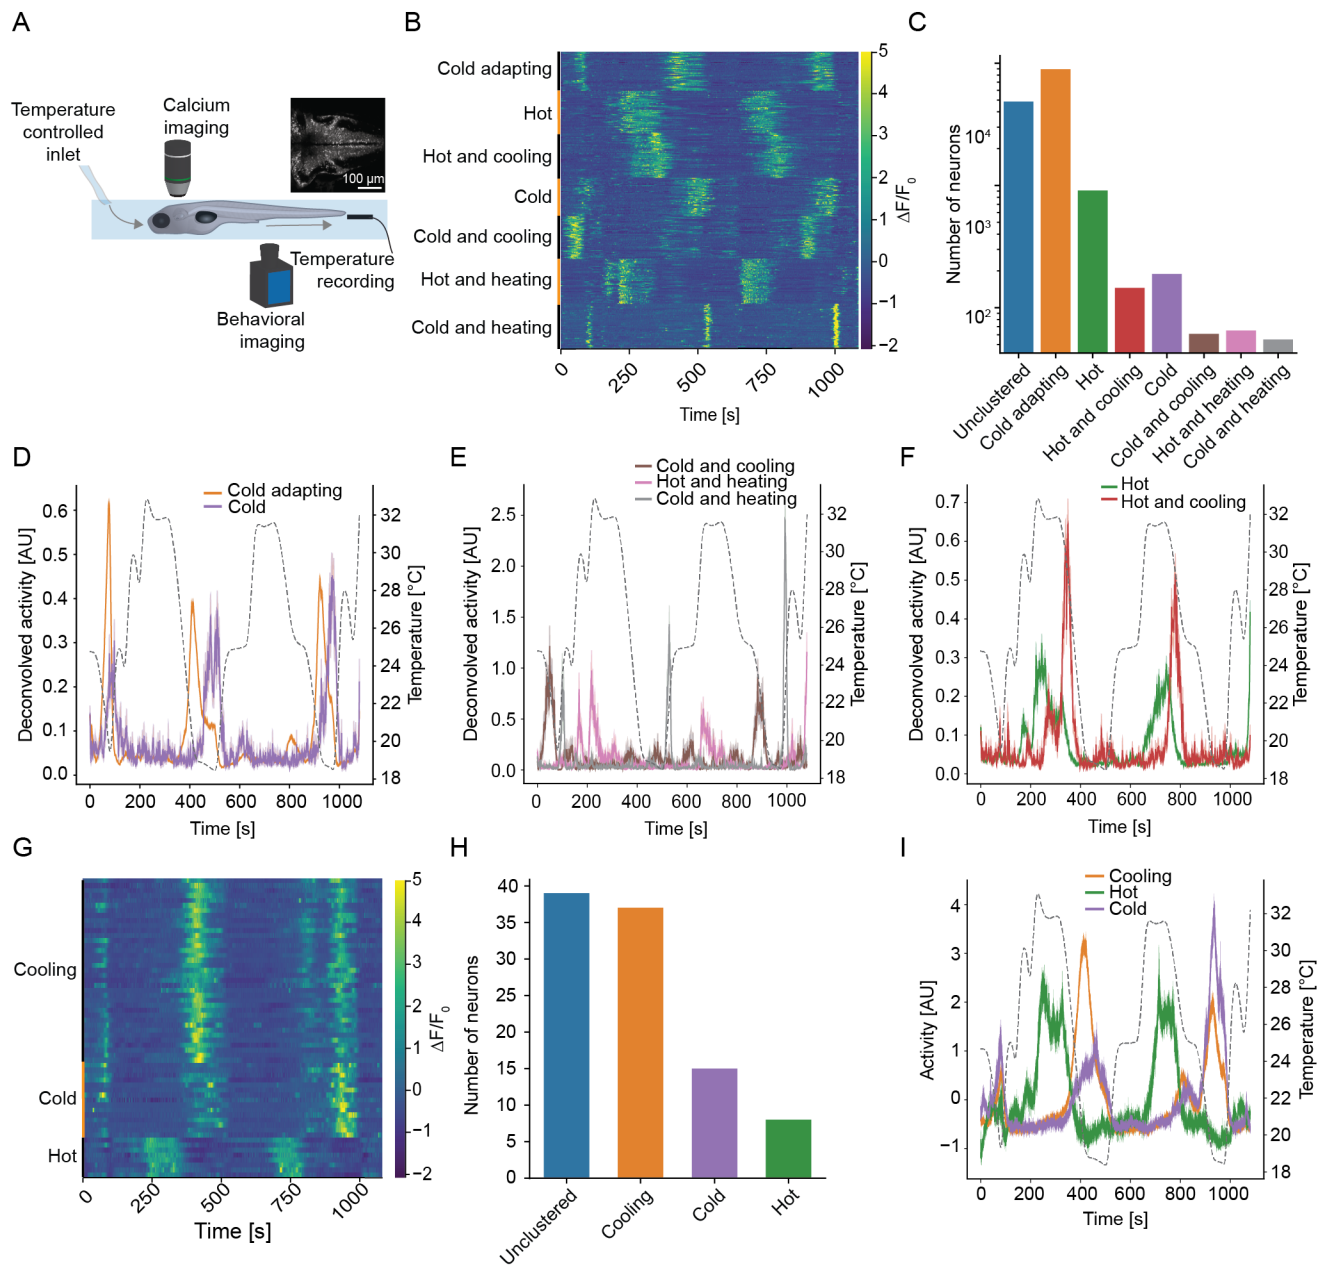 A
Temperature
controlled
inlet
Calcium
imaging
100 µm
Temperature
recording
Behavioral
imaging
B
Cold adapting
Hot
Hot and cooling
Cold
Cold and cooling
Hot and heating
Cold and heating
0
250
500
750
1000
Time [s]
5
4
3
2
1
0
−1
−2
ΔF/F0
C
Number of neurons
10^4
10^3
10^2
Unclustered
Cold adapting
Hot
Hot and cooling
Cold
Cold and cooling
Hot and heating
Cold and heating
D
Cold adapting
Cold
Deconvolved activity [AU]
0.6
0.5
0.4
0.3
0.2
0.1
0.0
0 200 400 600 800 1000
Time [s]
32
30
28
26
24
22
20
18
Temperature [°C]
E
Cold and cooling
Hot and heating
Cold and heating
Deconvolved activity [AU]
2.5
2.0
1.5
1.0
0.5
0.0
0 200 400 600 800 1000
Time [s]
32
30
28
26
24
22
20
18
Temperature [°C]
F
Hot
Hot and cooling
Deconvolved activity [AU]
0.7
0.6
0.5
0.4
0.3
0.2
0.1
0.0
0 200 400 600 800 1000
Time [s]
32
30
28
26
24
22
20
18
Temperature [°C]
G
Cooling
Cold
Hot
0
250
500
750
1000
Time [s]
5
4
3
2
1
0
−1
−2
ΔF/F0
H
Number of neurons
40
35
30
25
20
15
10
5
0
Unclustered
Cooling
Cold
Hot
I
Cooling
Hot
Cold
Activity [AU]
4
3
2
1
0
−1
0 200 400 600 800 1000
Time [s]
32
30
28
26
24
22
20
18
Temperature [°C]